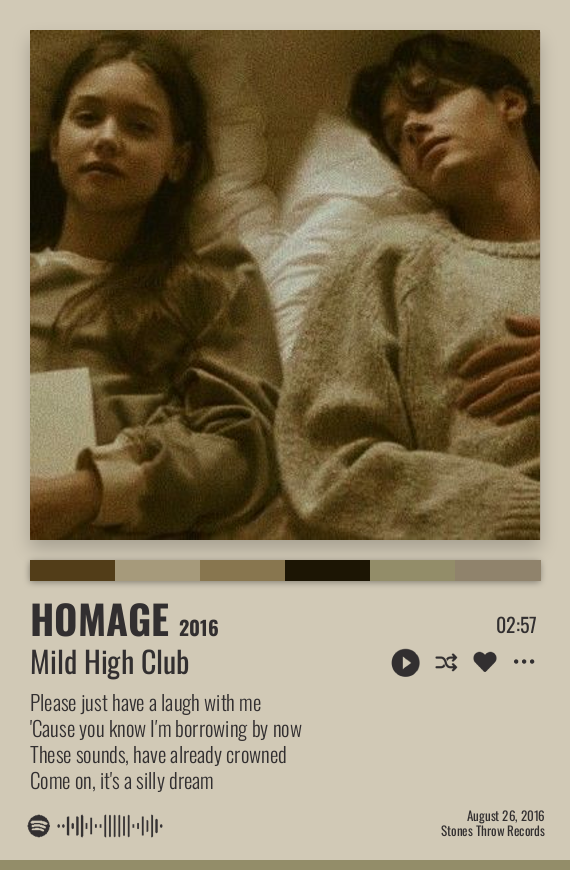 HOMAGE 2016
02:57
Mild High Club
Please just have a laugh with me
'Cause you know I'm borrowing by now
These sounds, have already crowned
Come on, it's a silly dream
August 26, 2016
Stones Throw Records